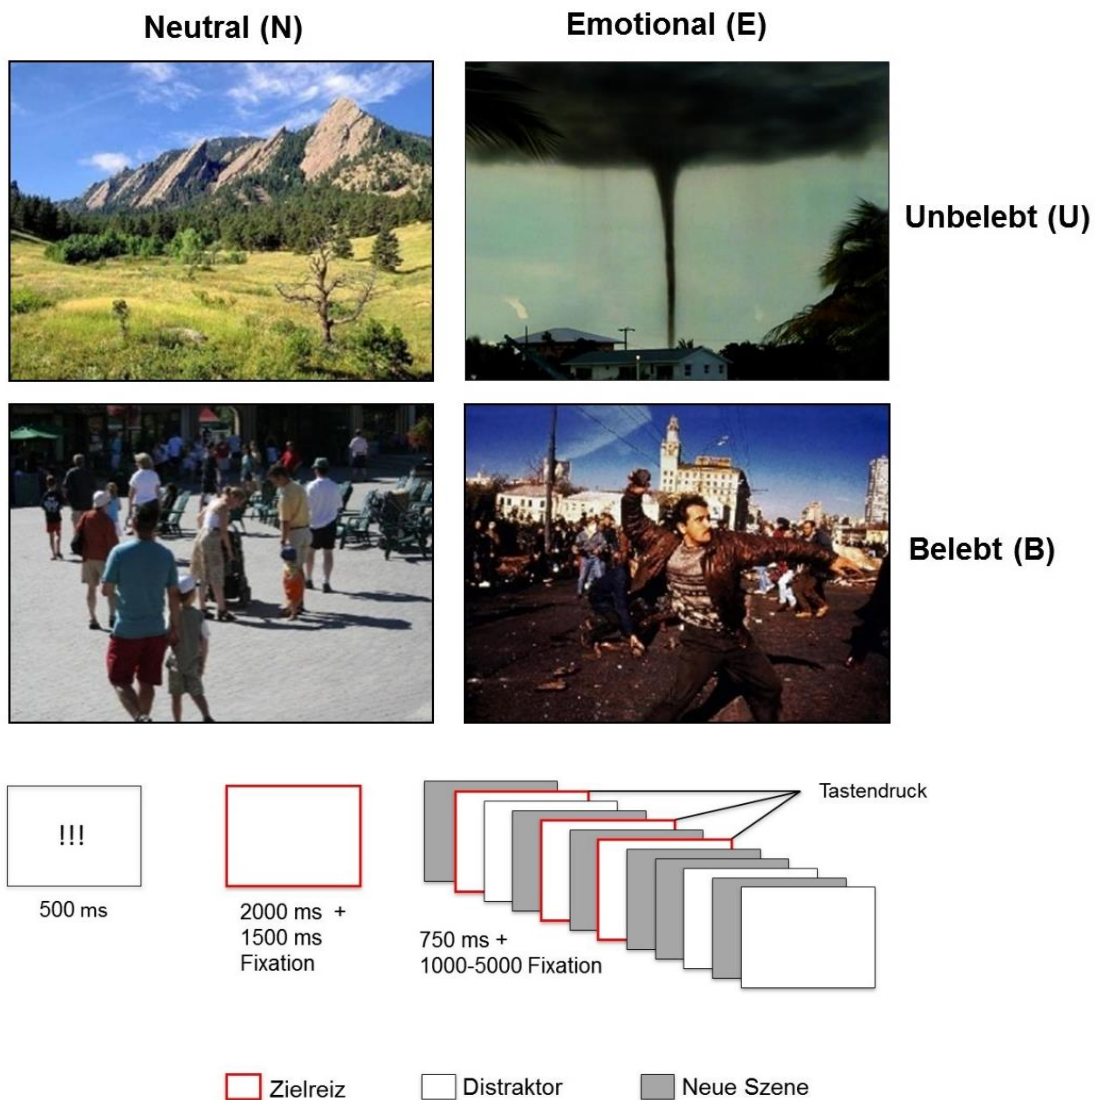 Neutral (N)
Emotional (E)
Unbelebt (U)
Belebt (B)
!!!
500 ms
2000 ms +
1500 ms
Fixation
750 ms +
1000-5000 Fixation
Tastendruck
Zielreiz
Distraktor
Neue Szene